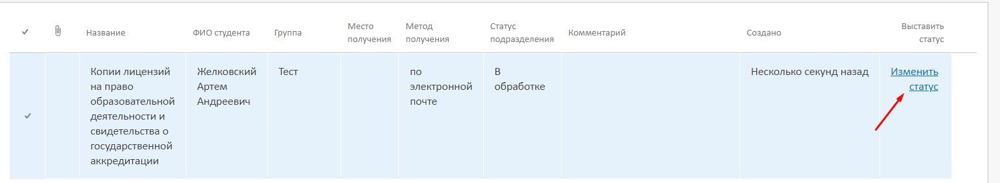 Название
ФИО студента
Группа
Место
получения
Метод
получения
Статус
подразделения
Комментарий
Создано
Выставить
статус
Копии лицензий
на право
образовательной
деятельности и
свидетельства о
государственной
аккредитации
Желковский
Артем
Андреевич
Тест
по
электронной
почте
В
обработке
Несколько секунд назад
Изменить
статус